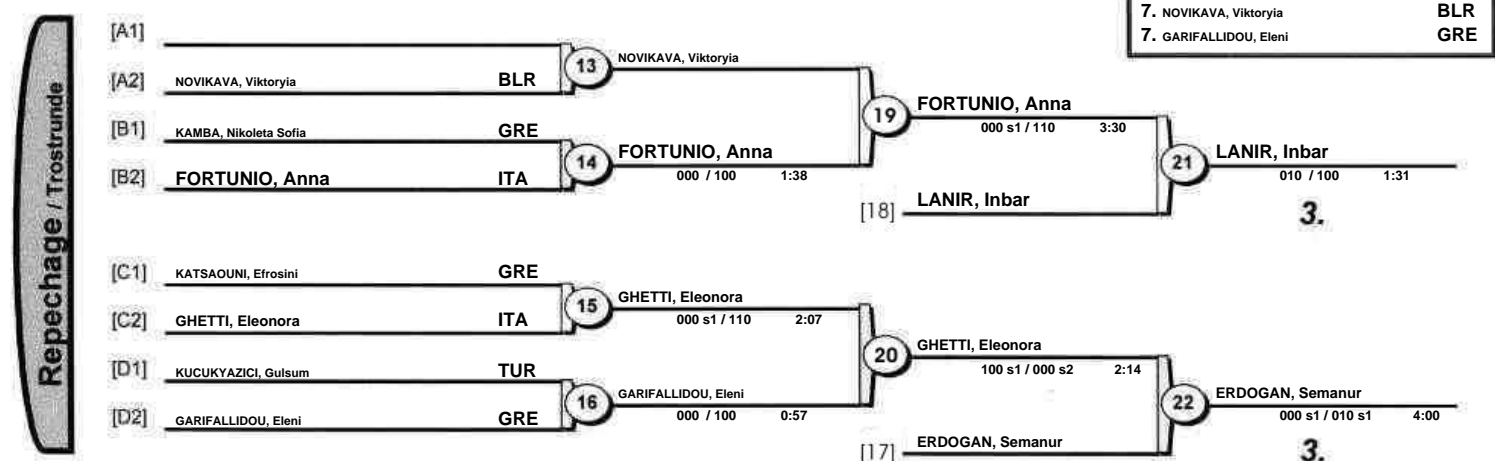 7. NOVIKAVA, Viktoryia BLR
7. GARIFALLIDOU, Eleni GRE
Repechage / Trostrunde
[A1]
[A2] NOVIKAVA, Viktoryia BLR
13 NOVIKAVA, Viktoryia
[B1] KAMBA, Nikoleta Sofia GRE
[B2] FORTUNIO, Anna ITA
14 FORTUNIO, Anna
000 / 100 1:38
19 FORTUNIO, Anna
000 s1 / 110 3:30
[18] LANIR, Inbar
21 LANIR, Inbar
010 / 100 1:31
3.
[C1] KATSAOUNI, Efrosini GRE
[C2] GHETTI, Eleonora ITA
15 GHETTI, Eleonora
000 s1 / 110 2:07
[D1] KUCUKYAZICI, Gulsum TUR
[D2] GARIFALLIDOU, Eleni GRE
16 GARIFALLIDOU, Eleni
000 / 100 0:57
20 GHETTI, Eleonora
100 s1 / 000 s2 2:14
[17] ERDOGAN, Semanur
22 ERDOGAN, Semanur
000 s1 / 010 s1 4:00
3.